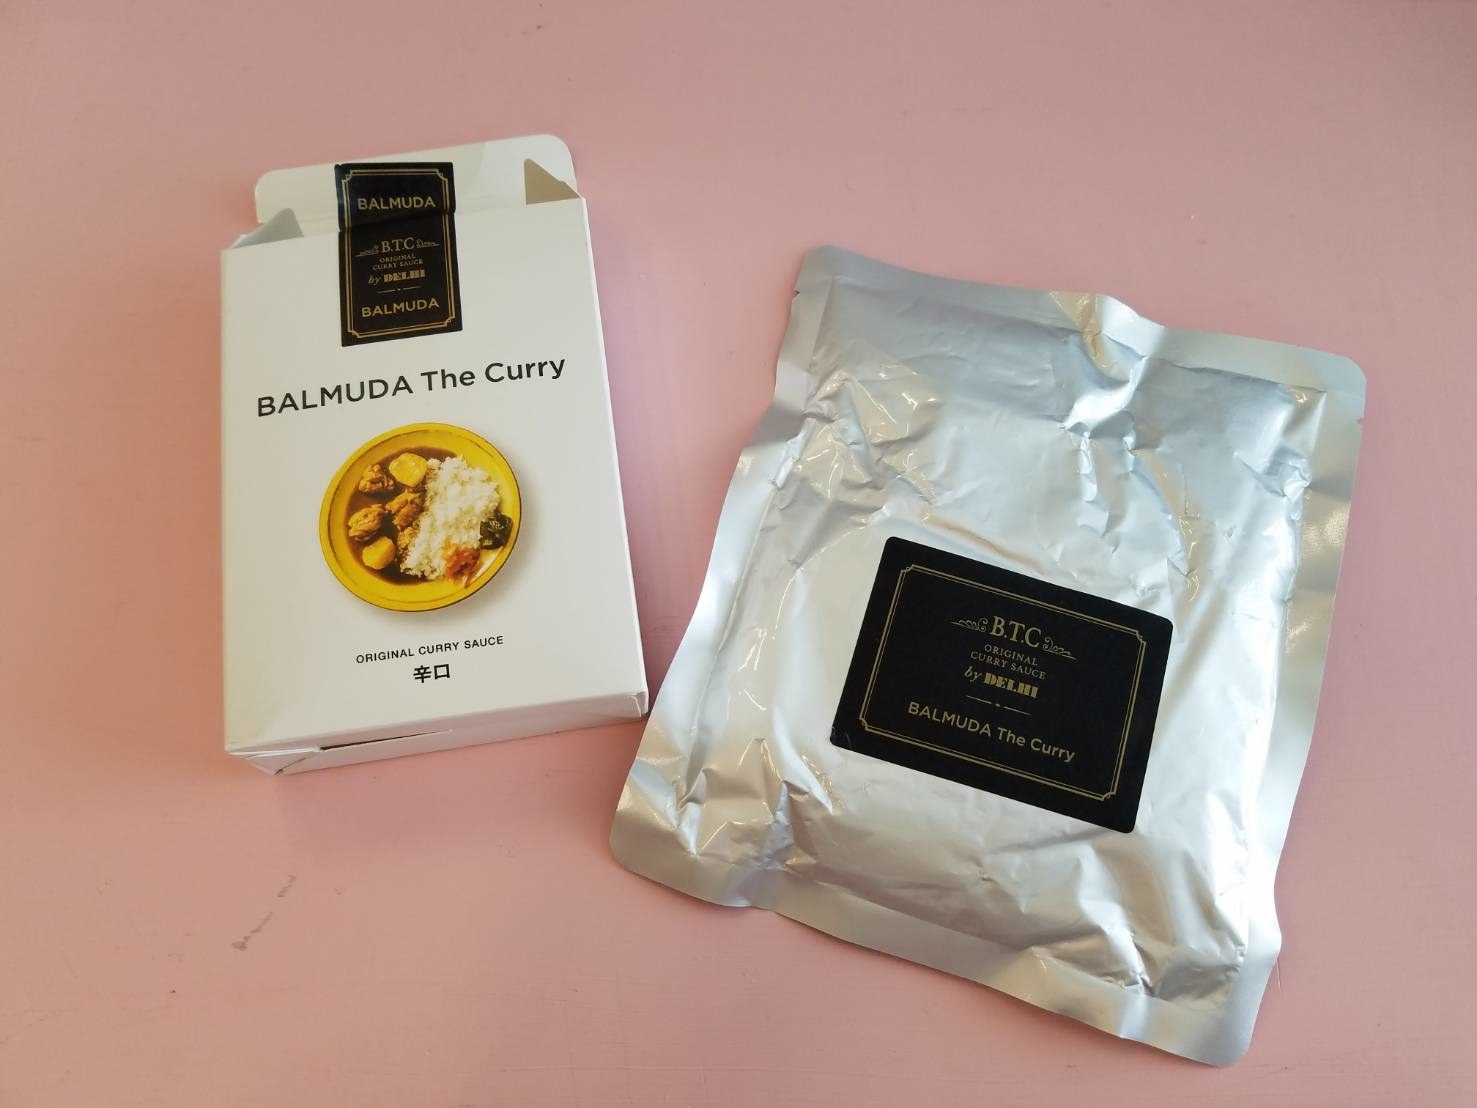 BALMUDA
B.T.C
ORIGINAL
CURRY SAUCE
by DELHI
BALMUDA
BALMUDA The Curry
ORIGINAL CURRY SAUCE
辛口
B.T.C
ORIGINAL
CURRY SAUCE
by DELHI
BALMUDA The Curry